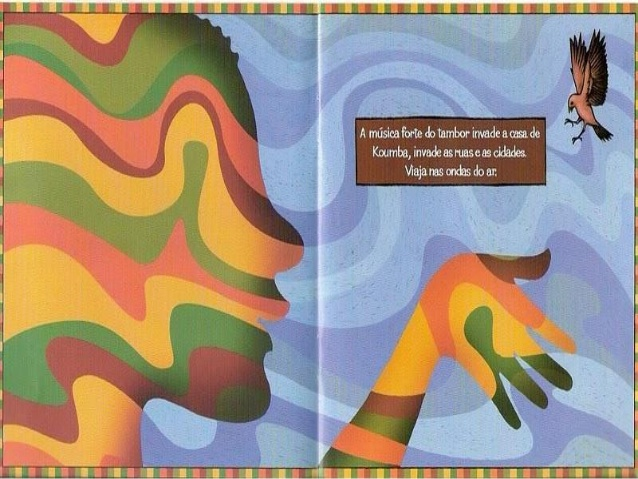 A música forte do tambor invade a casa de
Koumba, invade as ruas e as cidades.
Viaja nas ondas do ar.